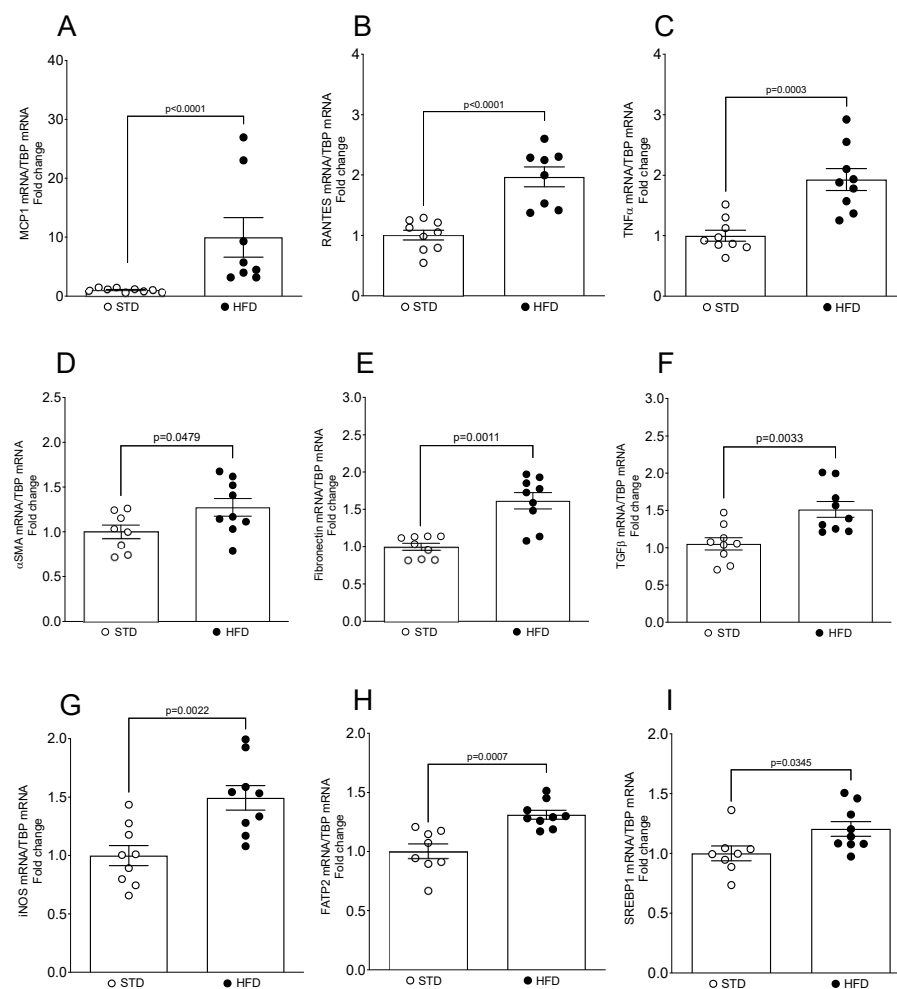 A
MCP1 mRNA/TBP mRNA
Fold change
40
30
20
10
0
p<0.0001
STD
HFD
B
RANTES mRNA/TBP mRNA
Fold change
4
3
2
1
0
p<0.0001
STD
HFD
C
TNFα mRNA/TBP mRNA
Fold change
4
3
2
1
0
p=0.0003
STD
HFD
D
αSMA mRNA/TBP mRNA
Fold change
2.5
2.0
1.5
1.0
0.5
0.0
p=0.0479
STD
HFD
E
Fibronectin mRNA/TBP mRNA
Fold change
3.0
2.5
2.0
1.5
1.0
0.5
0.0
p=0.0011
STD
HFD
F
TGFβ mRNA/TBP mRNA
Fold change
3.0
2.5
2.0
1.5
1.0
0.5
0.0
p=0.0033
STD
HFD
G
iNOS mRNA/TBP mRNA
Fold change
2.0
1.5
1.0
0.5
0.0
p=0.0022
STD
HFD
H
FATP2 mRNA/TBP mRNA
Fold change
2.0
1.5
1.0
0.5
0.0
p=0.0007
STD
HFD
I
SREBP1 mRNA/TBP mRNA
Fold change
2.0
1.5
1.0
0.5
0.0
p=0.0345
STD
HFD